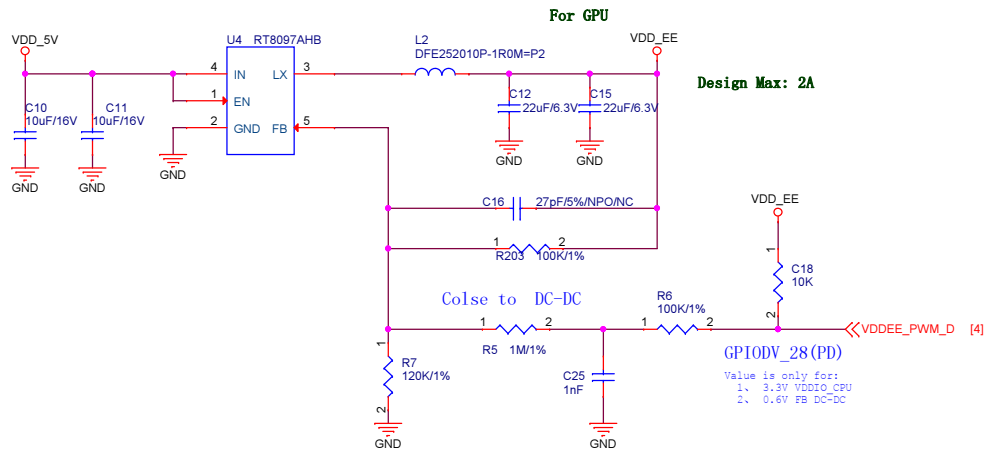 For GPU
VDD_5V
U4 RT8097AHB
L2
DFE252010P-1R0M=P2
VDD_EE
4 IN LX 3
1 EN
2 GND FB 5
Design Max: 2A
C10
10uF/16V
C11
10uF/16V
C12
22uF/6.3V
C15
22uF/6.3V
GND
GND
GND
GND
GND
C16 27pF/5%/NPO/NC
1 2
R203 100K/1%
VDD_EE
1
C18
10K
2
Colse to DC-DC
R6
100K/1%
1 2
1 2
R5 1M/1%
VDDEE_PWM_D [4]
GPIODV_28(PD)
Value is only for:
1、 3.3V VDDIO_CPU
2、 0.6V FB DC-DC
1
R7
120K/1%
2
C25
1nF
GND
GND